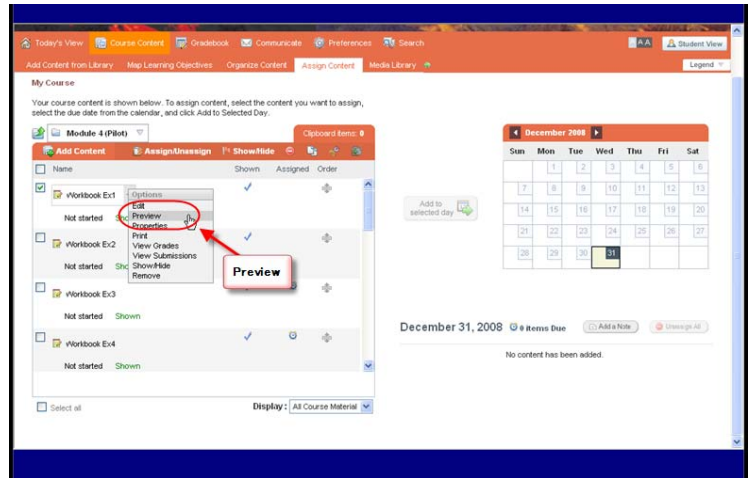 Today's View Course Content Gradebook Communicate Preferences Search AA Student View
Add Content from Library Map Learning Objectives Organize Content Assign Content Media Library Legend
My Course
Your course content is shown below. To assign content, select the content you want to assign,
select the due date from the calendar, and click Add to Selected Day.
Module 4 (Pilot) Clipboard items: 0
Add Content Assign/Unassign Show/Hide
Name Shown Assigned Order
Workbook Ex1
Not started
Options
Edit
Preview
Properties
Print
View Grades
View Submissions
Show/Hide
Remove
Preview
Workbook Ex2
Not started
Workbook Ex3
Not started Shown
Workbook Ex4
Not started Shown
Select all Display: All Course Material
Add to
selected day
December 2008
Sun Mon Tue Wed Thu Fri Sat
1 2 3 4 5 6
7 8 9 10 11 12 13
14 15 16 17 18 19 20
21 22 23 24 25 26 27
28 29 30 31
December 31, 2008 0 items Due Add a Note Unassign All
No content has been added.